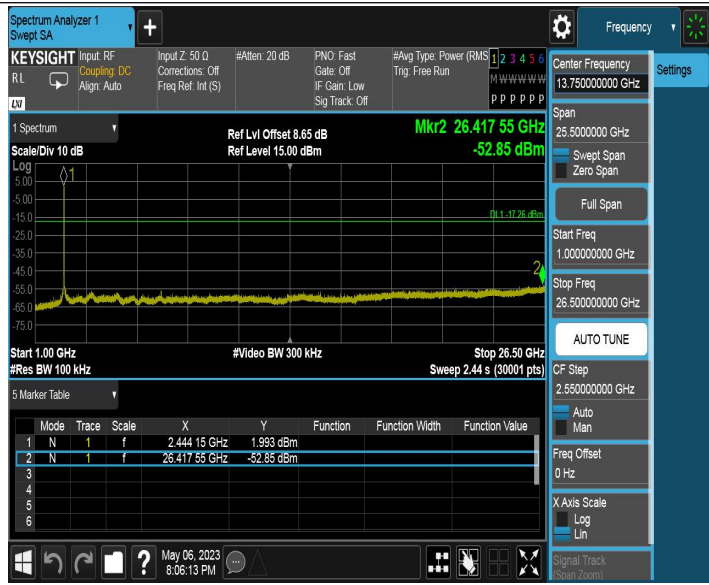 Spectrum Analyzer 1
Swept SA
+
Frequency
KEYSIGHT
RL
LXI
Input: RF
Coupling: DC
Align: Auto
Input Z: 50 Ω
Corrections: Off
Freq Ref: Int (S)
#Atten: 20 dB
PNO: Fast
Gate: Off
IF Gain: Low
Sig Track: Off
#Avg Type: Power (RMS
Trig: Free Run
1 2 3 4 5 6
M W W W W W
P P P P P P
1 Spectrum
Scale/Div 10 dB
Ref Lvl Offset 8.65 dB
Ref Level 15.00 dBm
Mkr2 26.417 55 GHz
-52.85 dBm
Log
5.00
-5.00
-15.0
-25.0
-35.0
-45.0
-55.0
-65.0
-75.0
1
DL1 -17.26 dBm
2
Start 1.00 GHz
#Res BW 100 kHz
#Video BW 300 kHz
Stop 26.50 GHz
Sweep 2.44 s (30001 pts)
5 Marker Table
Mode Trace Scale X Y Function Function Width Function Value
1 N 1 f 2.444 15 GHz 1.993 dBm
2 N 1 f 26.417 55 GHz -52.85 dBm
3
4
5
6
Center Frequency
13.750000000 GHz
Span
25.5000000 GHz
Swept Span
Zero Span
Full Span
Start Freq
1.000000000 GHz
Stop Freq
26.500000000 GHz
AUTO TUNE
CF Step
2.550000000 GHz
Auto
Man
Freq Offset
0 Hz
X Axis Scale
Log
Lin
Signal Track
(Span Zoom)
Settings
?
May 06, 2023
8:06:13 PM